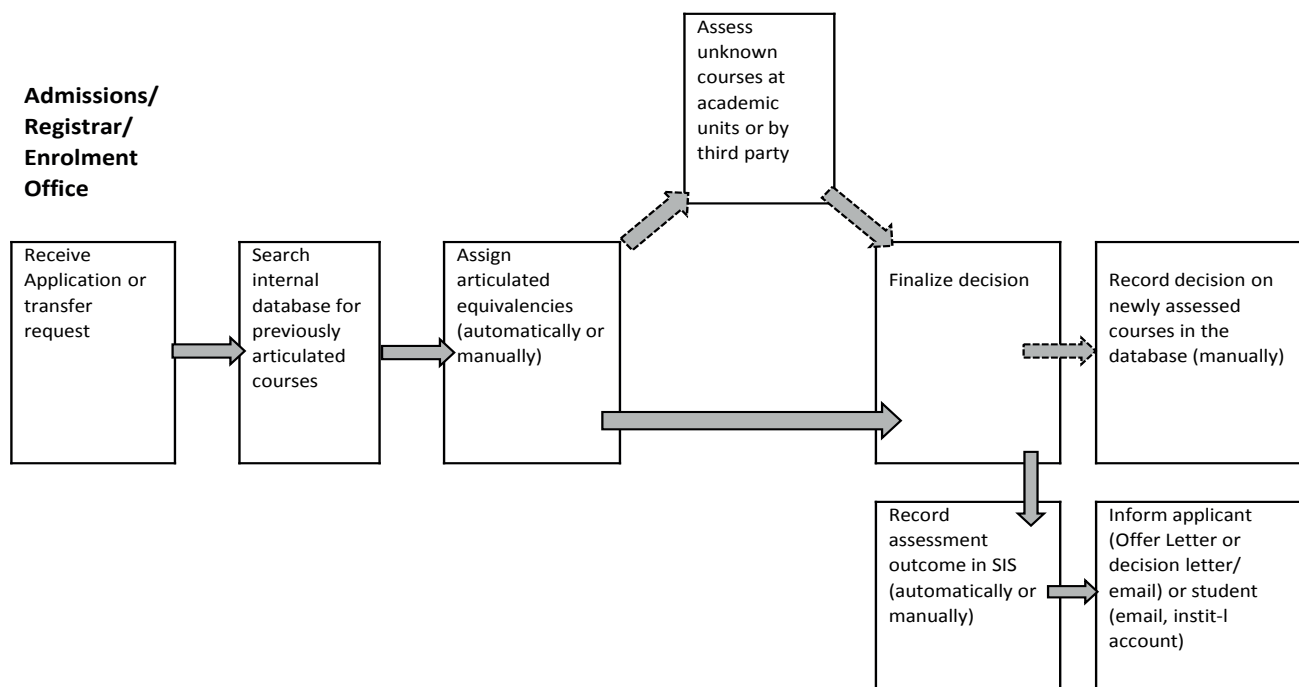 Assess
unknown
courses at
academic
units or by
third party
Admissions/
Registrar/
Enrolment
Office
Receive
Application or
transfer
request
Search
internal
database for
previously
articulated
courses
Assign
articulated
equivalencies
(automatically or
manually)
Finalize decision
Record decision on
newly assessed
courses in the
database (manually)
Record
assessment
outcome in SIS
(automatically or
manually)
Inform applicant
(Offer Letter or
decision letter/
email) or student
(email, instit-l
account)